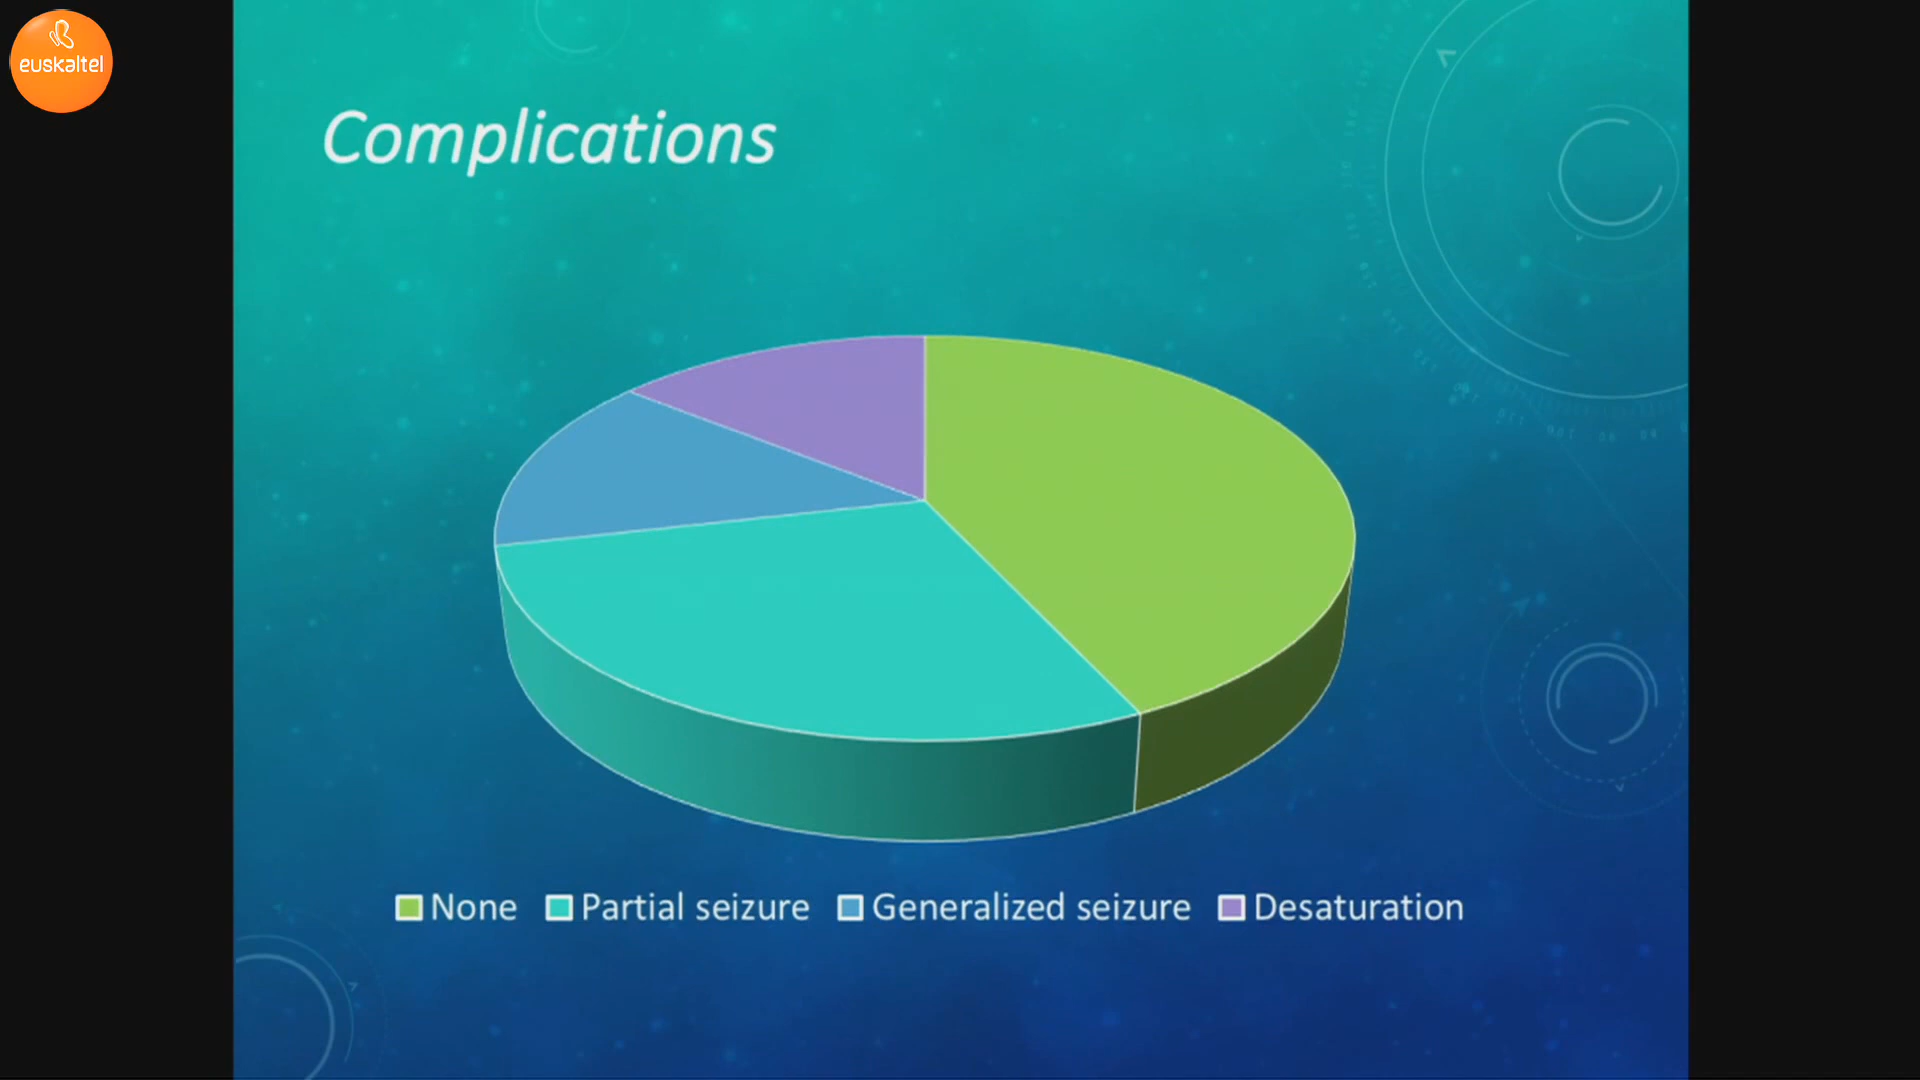 euskaltel
Complications
None Partial seizure Generalized seizure Desaturation